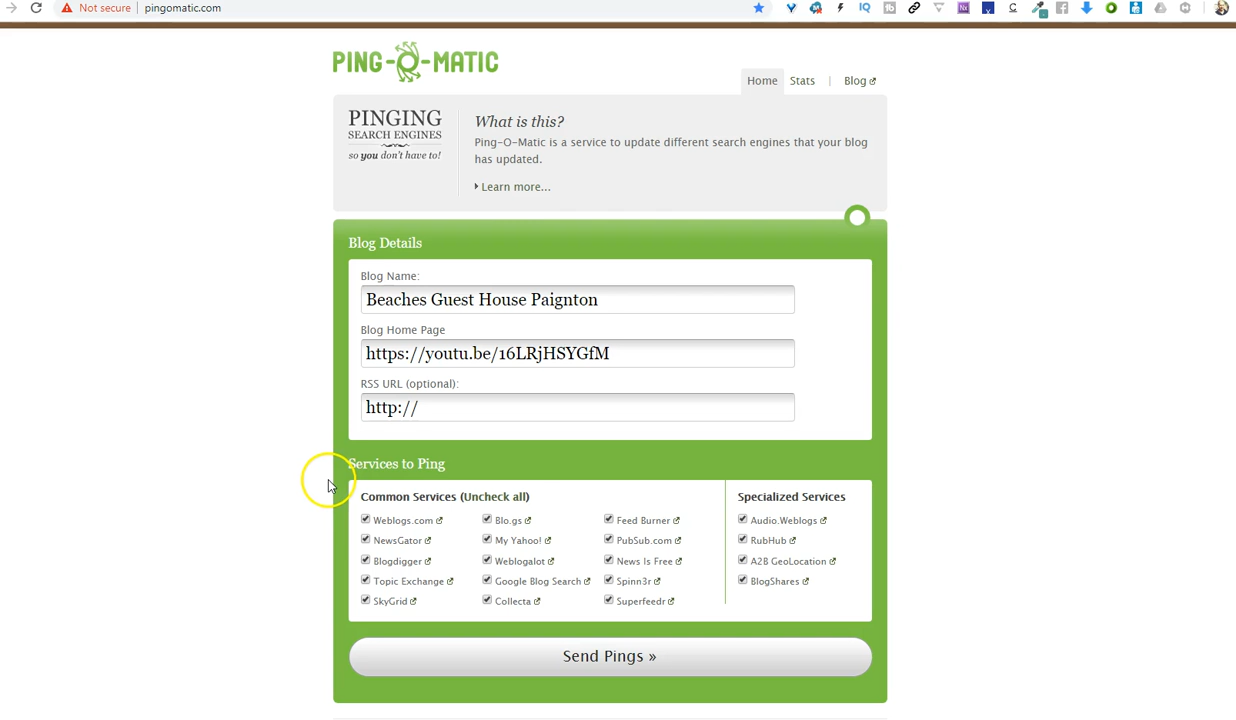 Not secure | pingomatic.com
PING-O-MATIC
Home Stats | Blog
PINGING
SEARCH ENGINES
so you don't have to!
What is this?
Ping-O-Matic is a service to update different search engines that your blog
has updated.
Learn more...
Blog Details
Blog Name:
Beaches Guest House Paignton
Blog Home Page
https://youtu.be/16LRjHSYGfM
RSS URL (optional):
http://
Services to Ping
Common Services (Uncheck all)
Weblogs.com Blo.gs Feed Burner
NewsGator My Yahoo! PubSub.com
Blogdigger Weblogalot News Is Free
Topic Exchange Google Blog Search Spinn3r
SkyGrid Collecta Superfeedr
Specialized Services
Audio.Weblogs
RubHub
A2B GeoLocation
BlogShares
Send Pings »